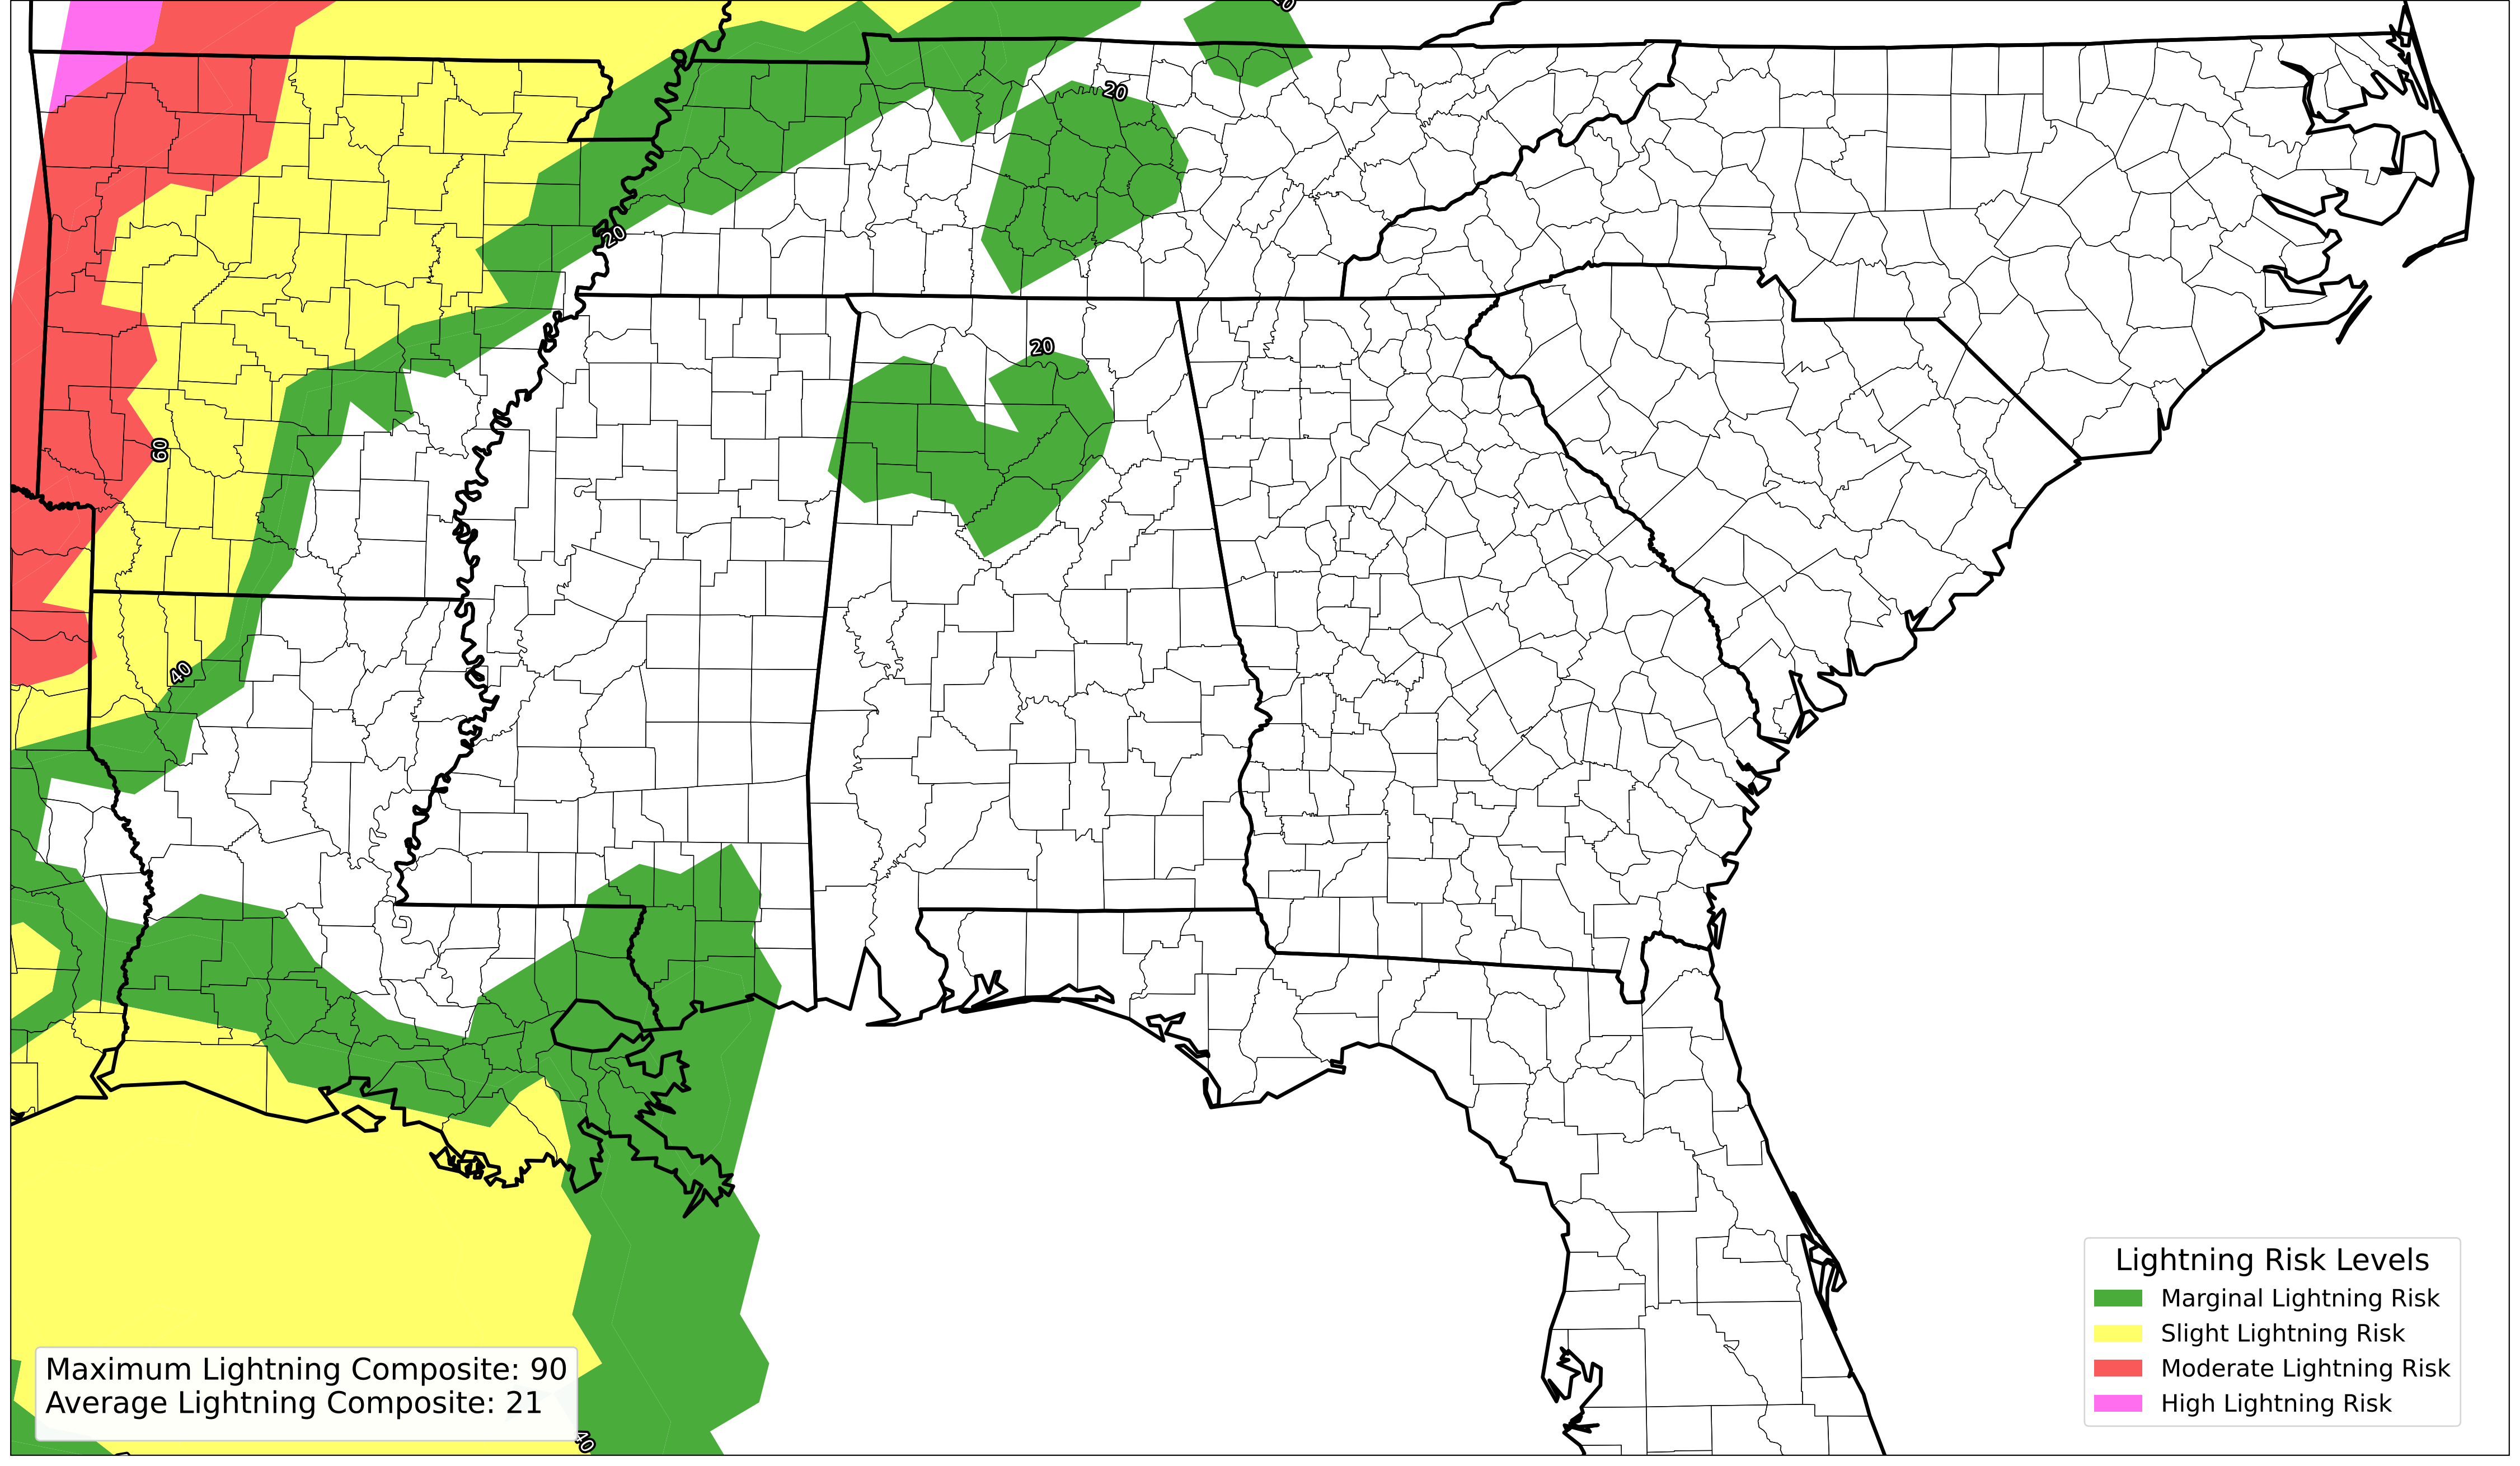 20
20
20
60
40
Lightning Risk Levels
Marginal Lightning Risk
Slight Lightning Risk
Moderate Lightning Risk
High Lightning Risk
Maximum Lightning Composite: 90
Average Lightning Composite: 21
40